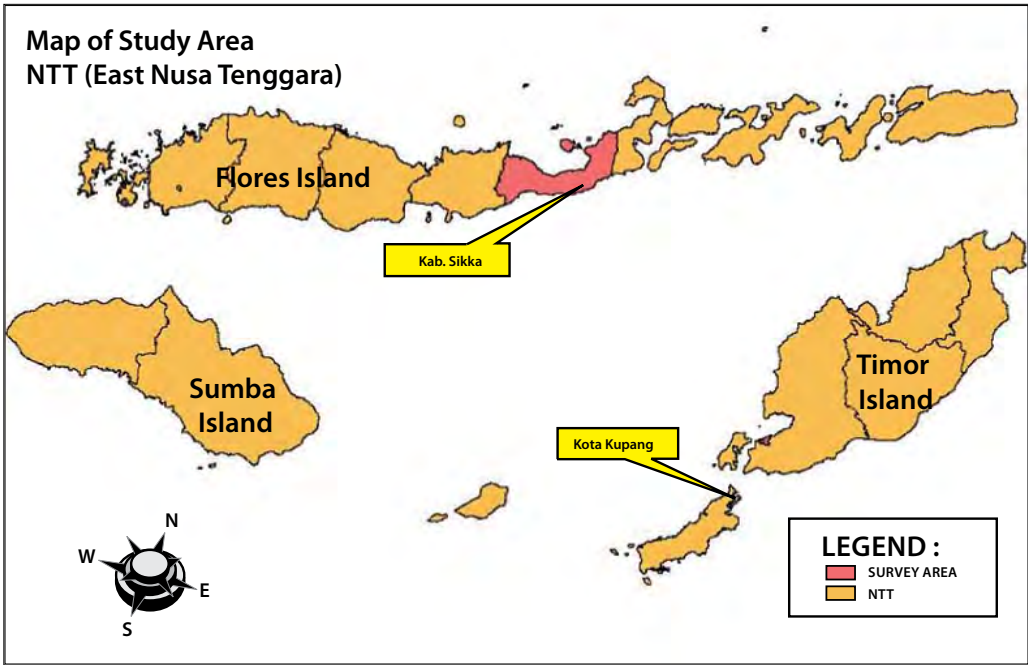 Map of Study Area
NTT (East Nusa Tenggara)
Flores Island
Kab. Sikka
Sumba
Island
Timor
Island
Kota Kupang
N
W
E
S
LEGEND :
SURVEY AREA
NTT